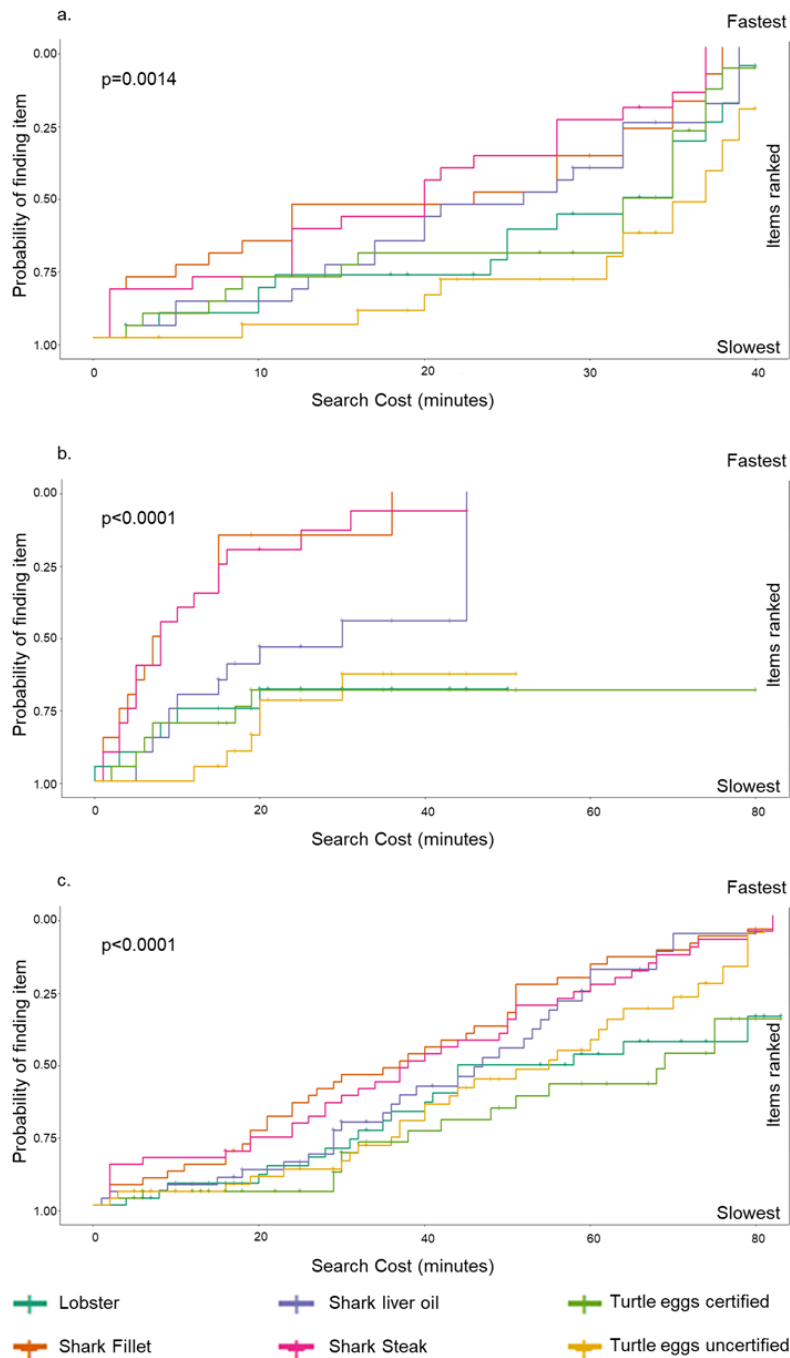 a.
Fastest
0.00
p=0.0014
0.25
0.50
0.75
1.00
Probability of finding item
Items ranked
Slowest
0 10 20 30 40
Search Cost (minutes)
b.
Fastest
0.00
p<0.0001
0.25
0.50
0.75
1.00
Probability of finding item
Items ranked
Slowest
0 20 40 60 80
Search Cost (minutes)
c.
Fastest
0.00
p<0.0001
0.25
0.50
0.75
1.00
Probability of finding item
Items ranked
Slowest
0 20 40 60 80
Search Cost (minutes)
Lobster Shark liver oil Turtle eggs certified
Shark Fillet Shark Steak Turtle eggs uncertified